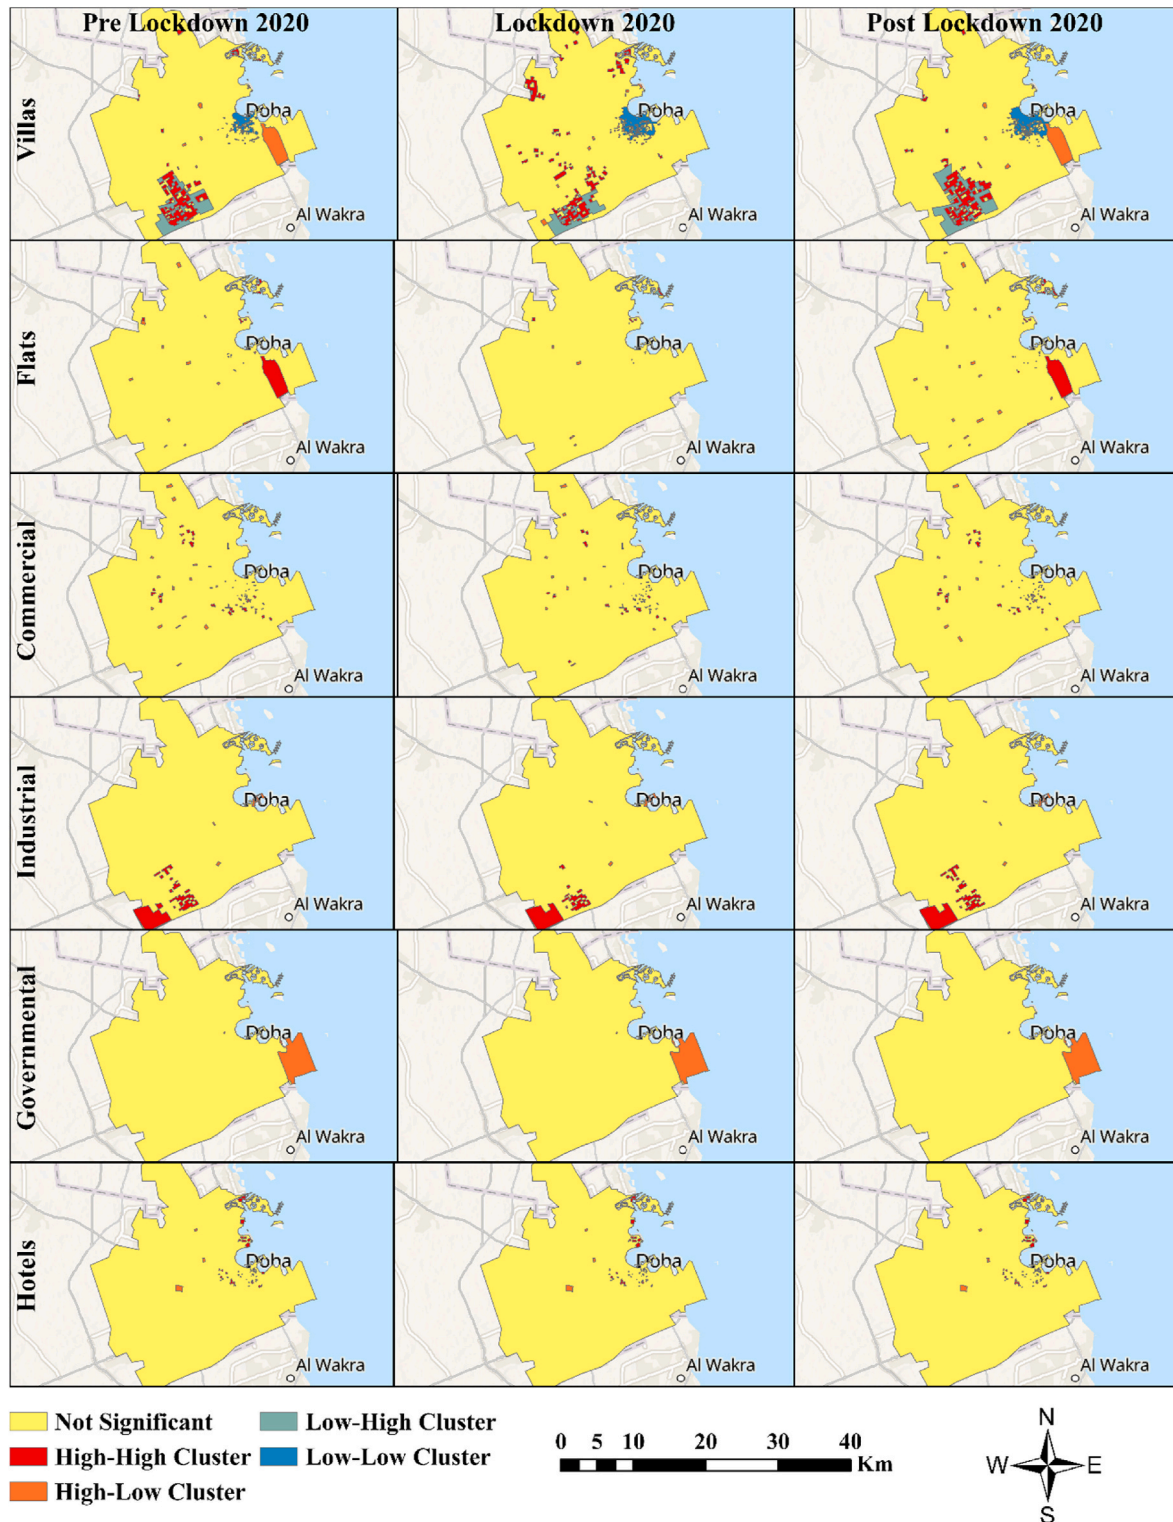 Pre Lockdown 2020
Lockdown 2020
Post Lockdown 2020
Villas
Doha
Al Wakra
Doha
Al Wakra
Doha
Al Wakra
Flats
Doha
Al Wakra
Doha
Al Wakra
Doha
Al Wakra
Commercial
Doha
Al Wakra
Doha
Al Wakra
Doha
Al Wakra
Industrial
Doha
Al Wakra
Doha
Al Wakra
Doha
Al Wakra
Governmental
Doha
Al Wakra
Doha
Al Wakra
Doha
Al Wakra
Hotels
Doha
Al Wakra
Doha
Al Wakra
Doha
Al Wakra
Not Significant
High-High Cluster
High-Low Cluster
Low-High Cluster
Low-Low Cluster
0 5 10 20 30 40
Km
N
W E
S